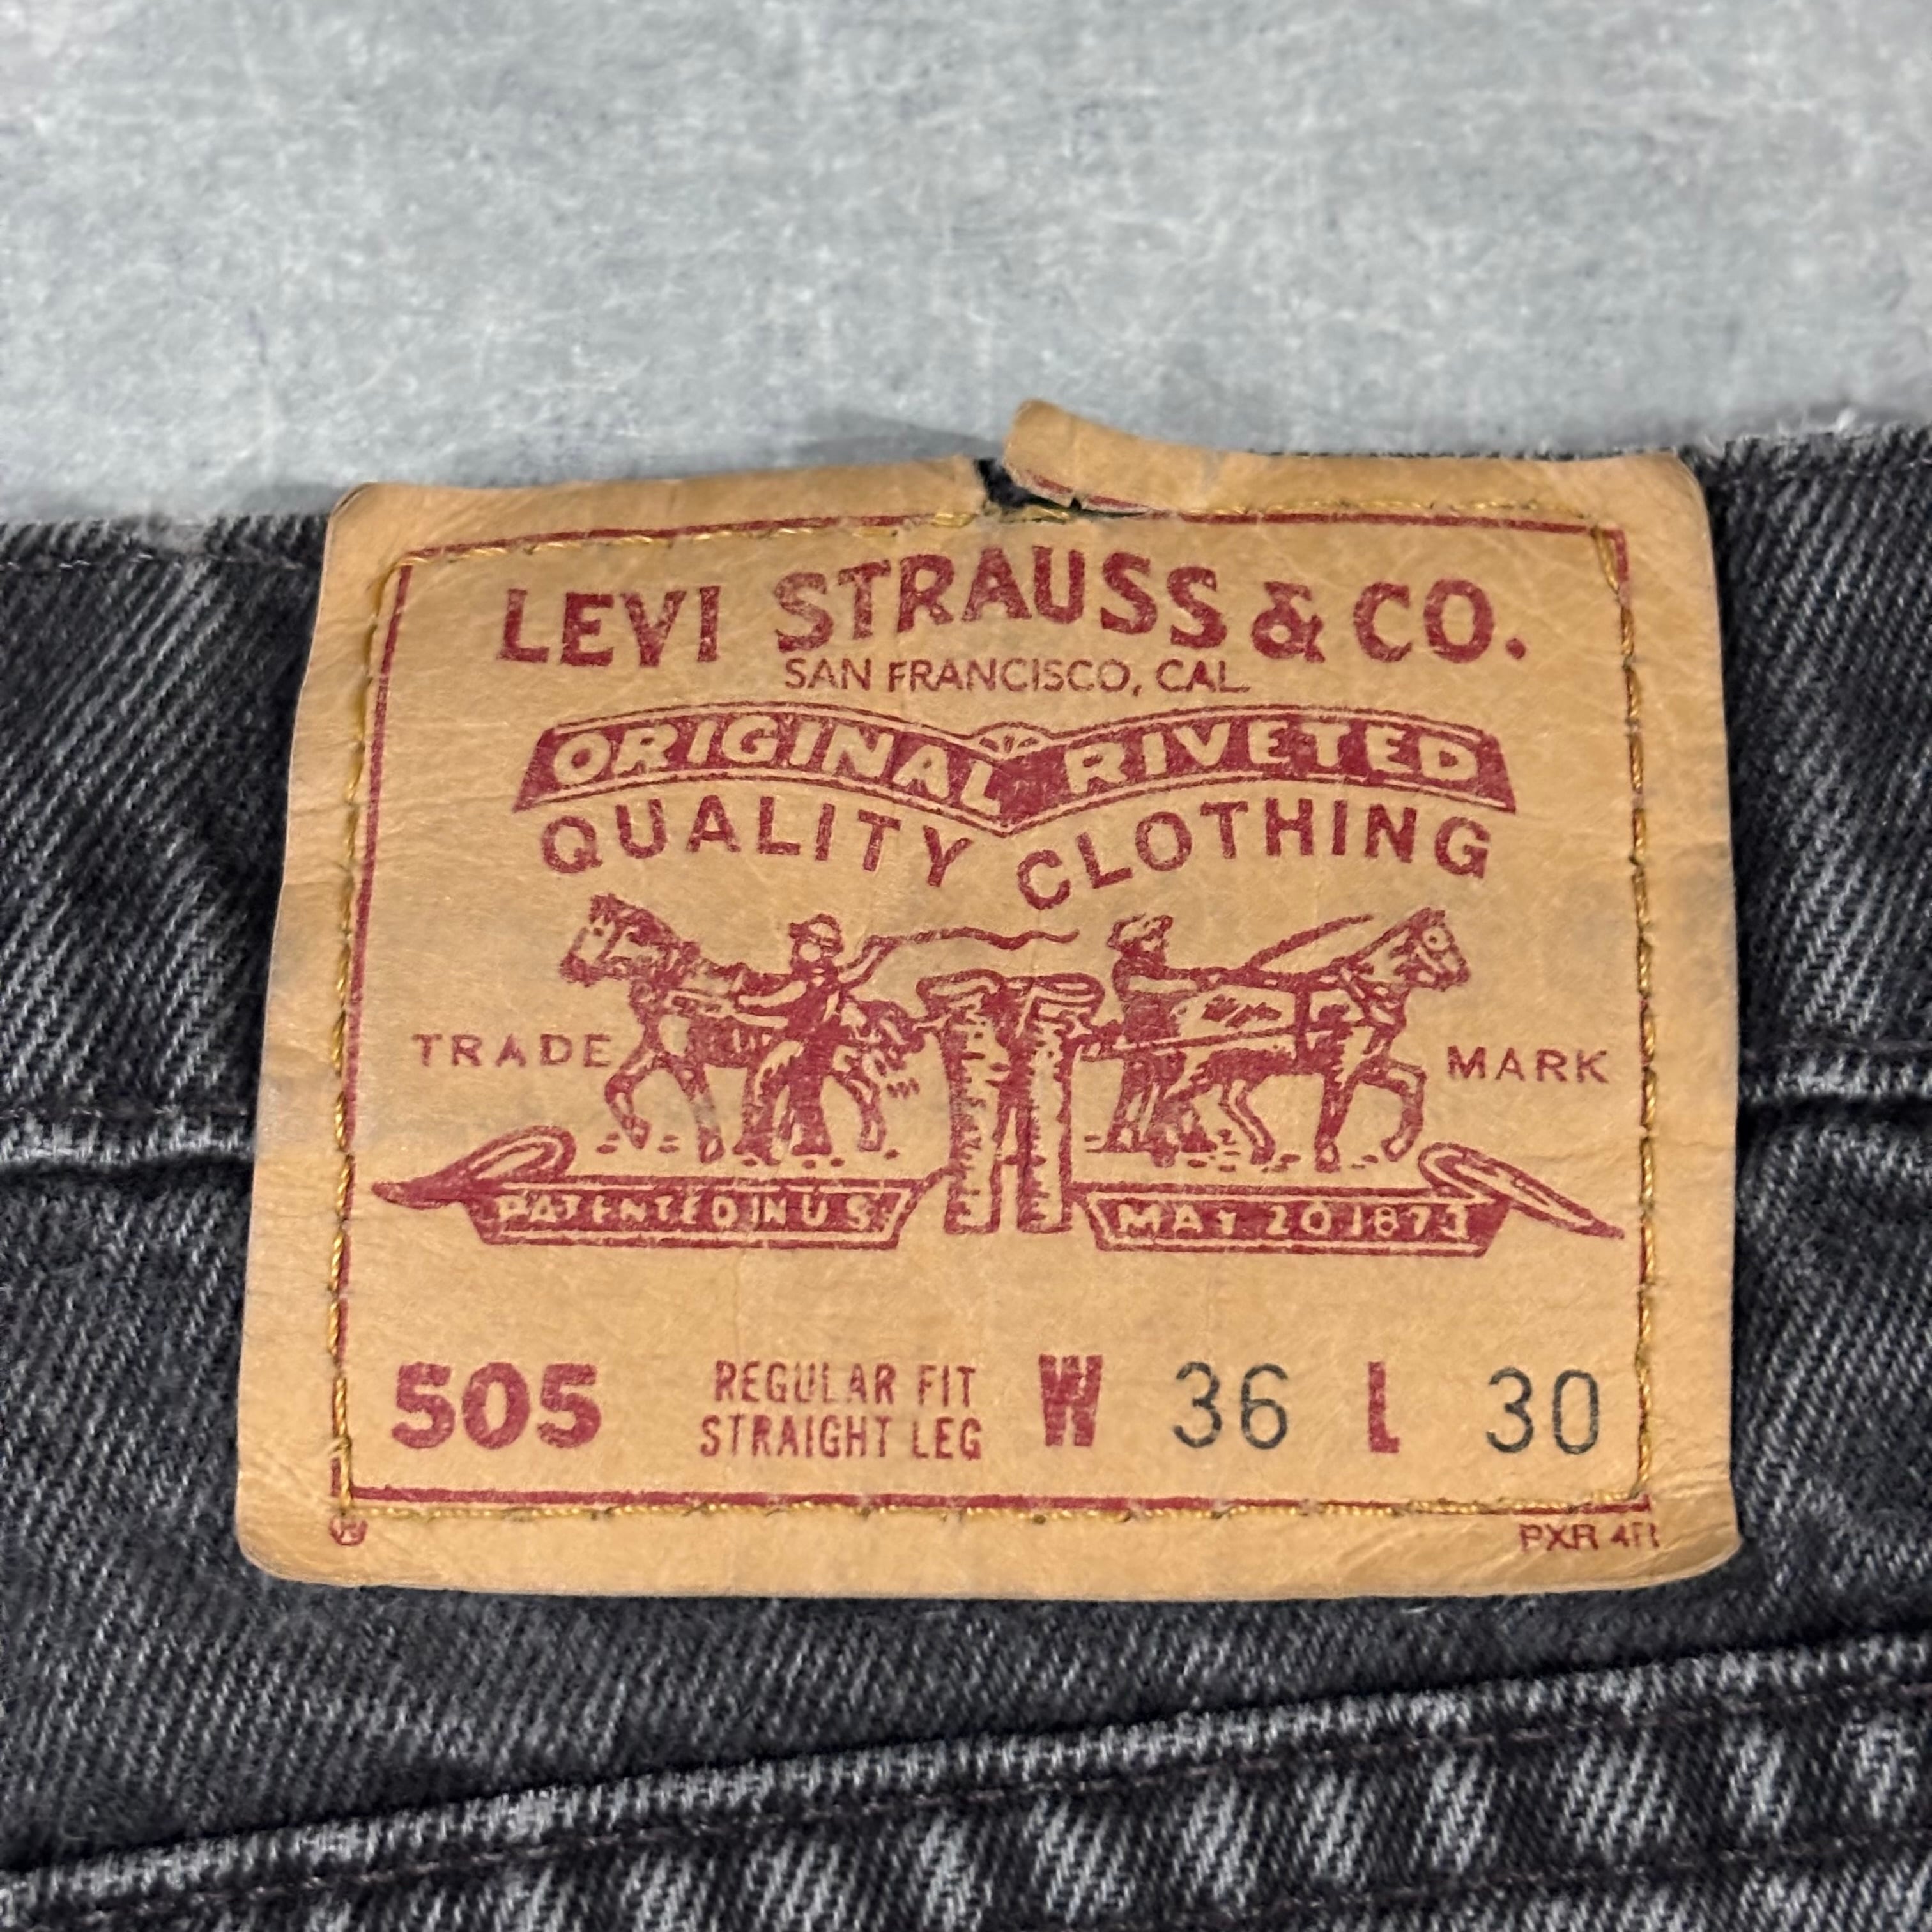 LEVI STRAUSS & CO.
SAN FRANCISCO, CAL.
ORIGINAL RIVETED
QUALITY CLOTHING
TRADE MARK
PATENTED IN U S MAY 20 1873
505 REGULAR FIT W 36 L 30
STRAIGHT LEG
® PXR 4R